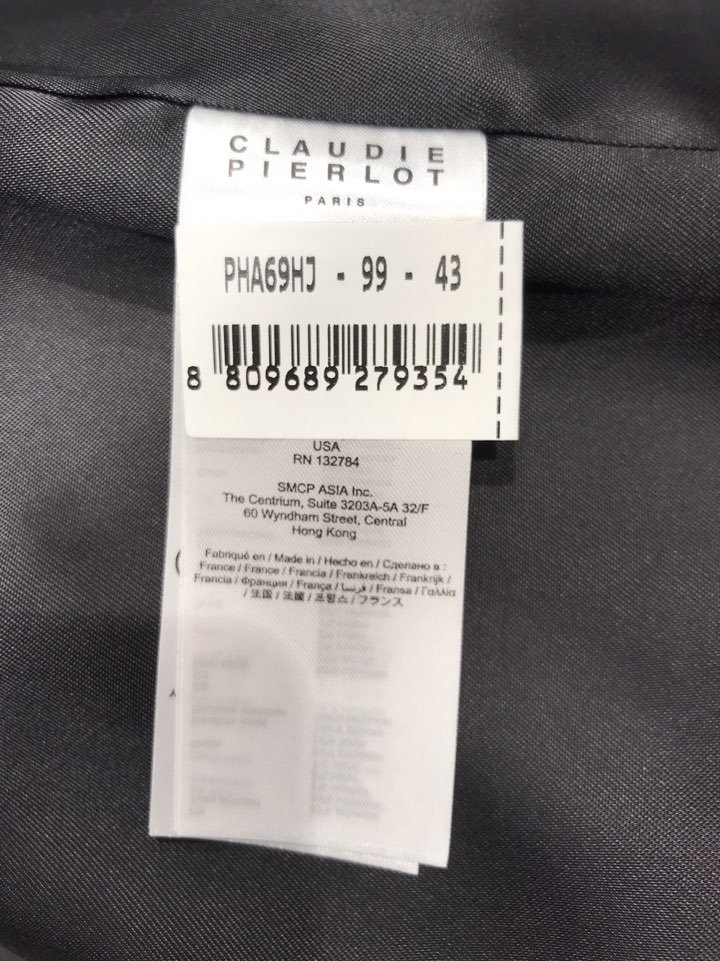 CLAUDIE
PIERLOT
PARIS
PHA69HJ - 99 - 43
8 809689 279354
USA
RN 132784
SMCP ASIA Inc.
The Centrium, Suite 3203A-5A 32/F
60 Wyndham Street, Central
Hong Kong
Fabriqué en / Made in / Hecho en / Сделано в :
France / France / Francia / Frankreich / Frankrijk /
Francia / Франция / França / فرنسا / Fransa / Γαλλία
/ 法国 / 法國 / 프랑스 / フランス